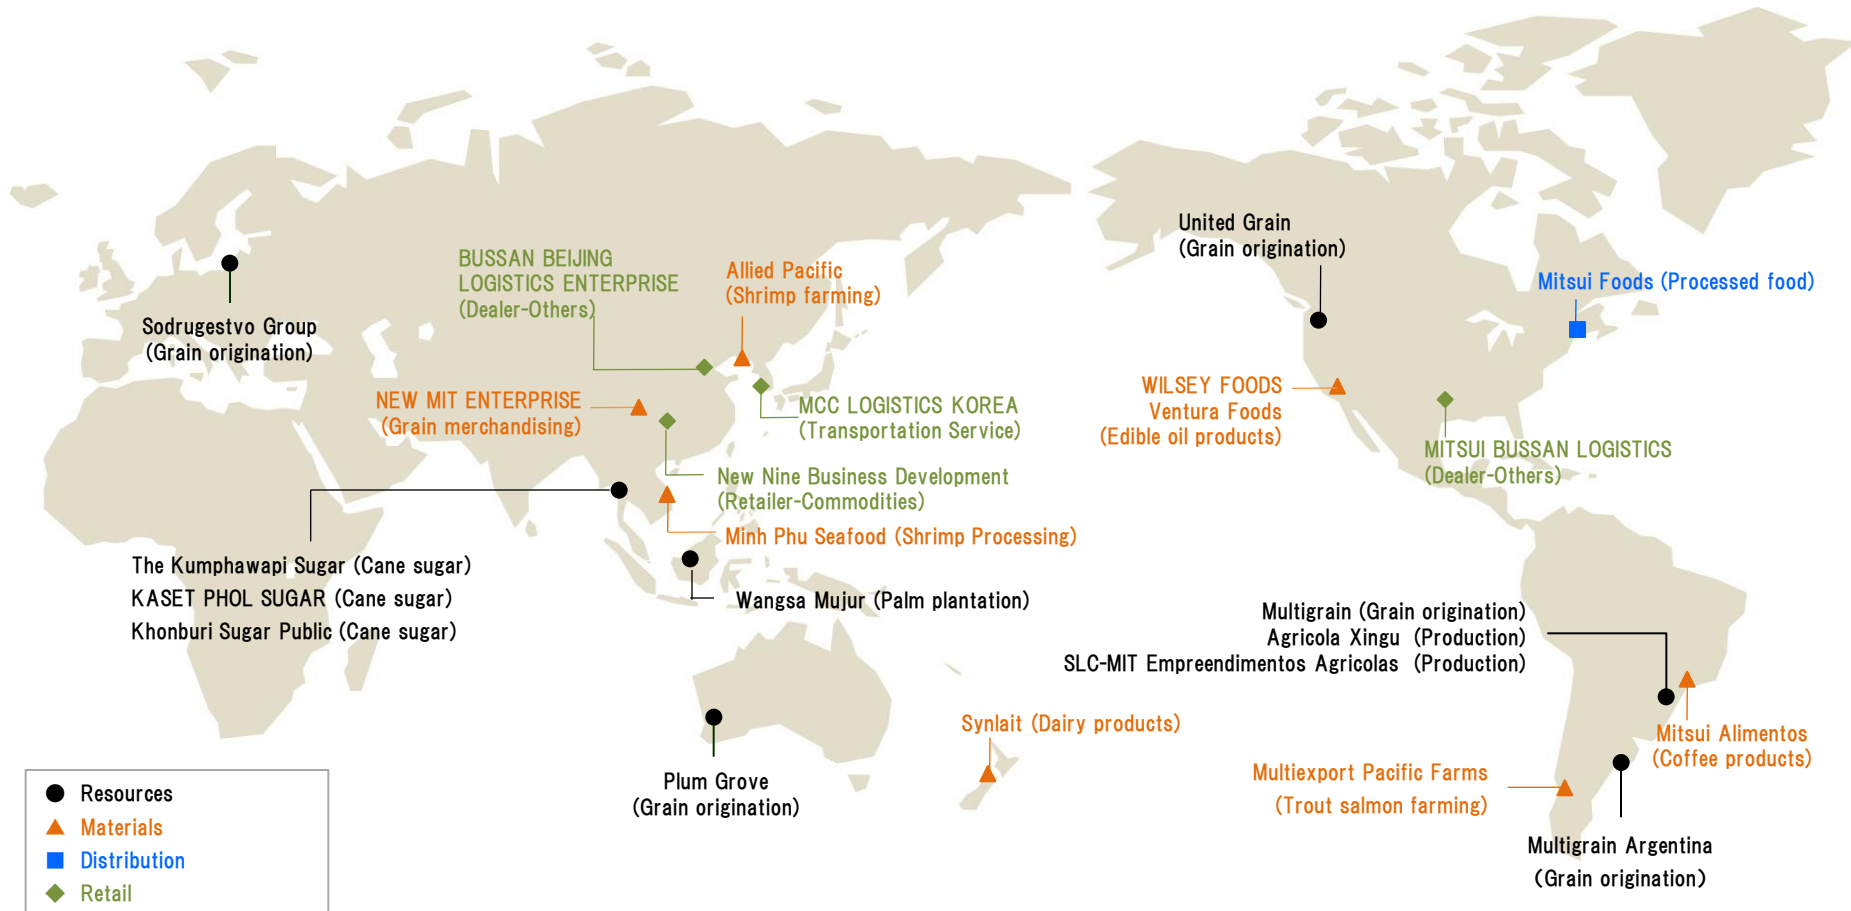 United Grain
(Grain origination)
BUSSAN BEIJING
LOGISTICS ENTERPRISE
(Dealer-Others)
Allied Pacific
(Shrimp farming)
Mitsui Foods (Processed food)
Sodrugestvo Group
(Grain origination)
NEW MIT ENTERPRISE
(Grain merchandising)
MCC LOGISTICS KOREA
(Transportation Service)
WILSEY FOODS
Ventura Foods
(Edible oil products)
MITSUI BUSSAN LOGISTICS
(Dealer-Others)
New Nine Business Development
(Retailer-Commodities)
Minh Phu Seafood (Shrimp Processing)
The Kumphawapi Sugar (Cane sugar)
KASET PHOL SUGAR (Cane sugar)
Khonburi Sugar Public (Cane sugar)
Wangsa Mujur (Palm plantation)
Multigrain (Grain origination)
Agricola Xingu (Production)
SLC-MIT Empreendimentos Agricolas (Production)
Synlait (Dairy products)
Mitsui Alimentos
(Coffee products)
Plum Grove
(Grain origination)
Multiexport Pacific Farms
(Trout salmon farming)
Multigrain Argentina
(Grain origination)
Resources
Materials
Distribution
Retail